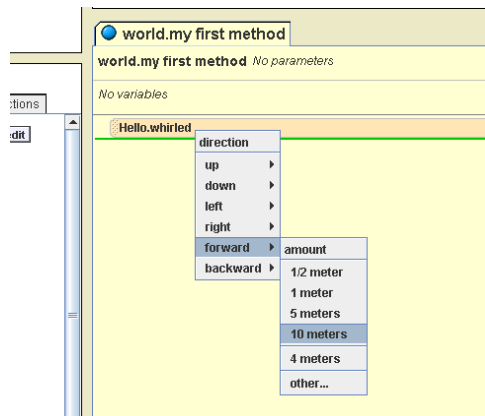 world.my first method
world.my first method No parameters
No variables
ctions
edit
Hello.whirled
direction
up
down
left
right
forward
backward
amount
1/2 meter
1 meter
5 meters
10 meters
4 meters
other...